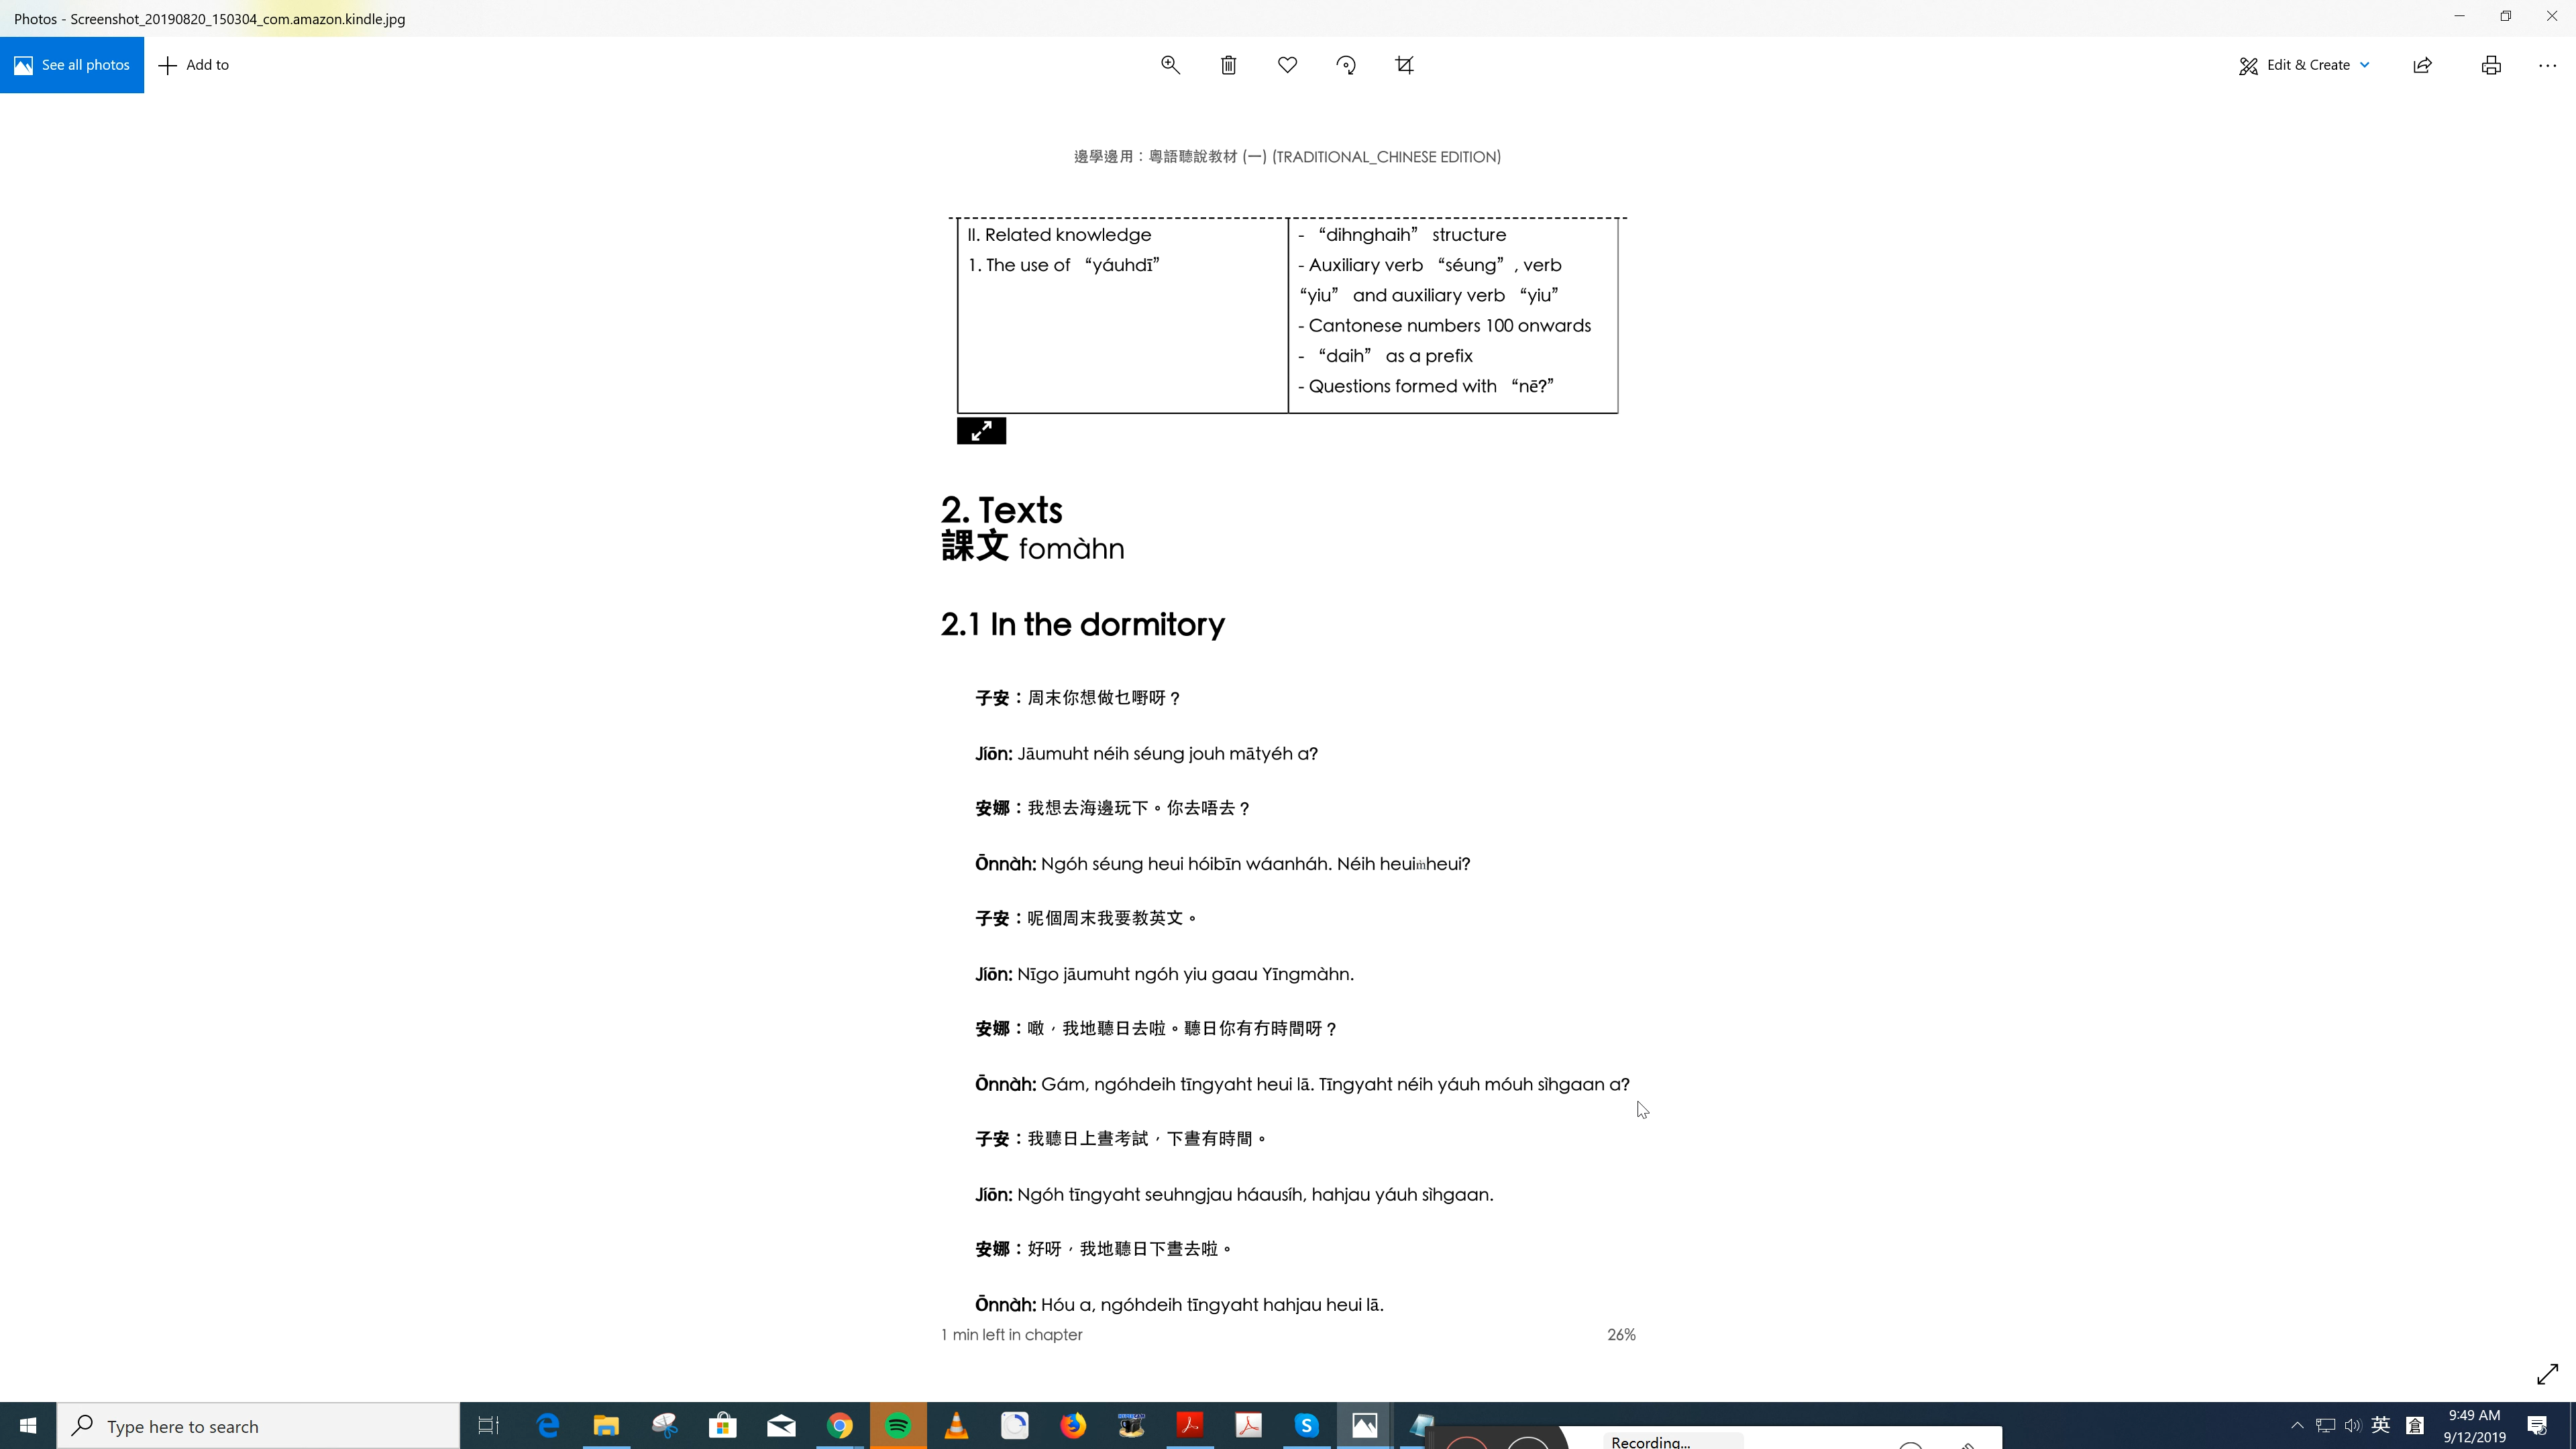 Photos - Screenshot_20190820_150304_com.amazon.kindle.jpg
See all photos
Add to
Edit & Create
邊學邊用：粵語聽說教材 (一) (TRADITIONAL_CHINESE EDITION)
II. Related knowledge
1. The use of “yáuhdī”
- “dihnghaih” structure
- Auxiliary verb “séung”, verb
“yiu” and auxiliary verb “yiu”
- Cantonese numbers 100 onwards
- “daih” as a prefix
- Questions formed with “nē?”
2. Texts
課文 fomàhn
2.1 In the dormitory
子安：周末你想做乜嘢呀？
Jíōn: Jāumuht néih séung jouh mātyéh a?
安娜：我想去海邊玩下。你去唔去？
Ōnnàh: Ngóh séung heui hóibīn wáanháh. Néih heuiṁheui?
子安：呢個周末我要教英文。
Jíōn: Nīgo jāumuht ngóh yiu gaau Yīngmàhn.
安娜：噉，我地聽日去啦。聽日你有冇時間呀？
Ōnnàh: Gám, ngóhdeih tīngyaht heui lā. Tīngyaht néih yáuh móuh sìhgaan a?
子安：我聽日上晝考試，下晝有時間。
Jíōn: Ngóh tīngyaht seuhngjau háausíh, hahjau yáuh sìhgaan.
安娜：好呀，我地聽日下晝去啦。
Ōnnàh: Hóu a, ngóhdeih tīngyaht hahjau heui lā.
1 min left in chapter
26%
Type here to search
Recording...
英
倉
9:49 AM
9/12/2019